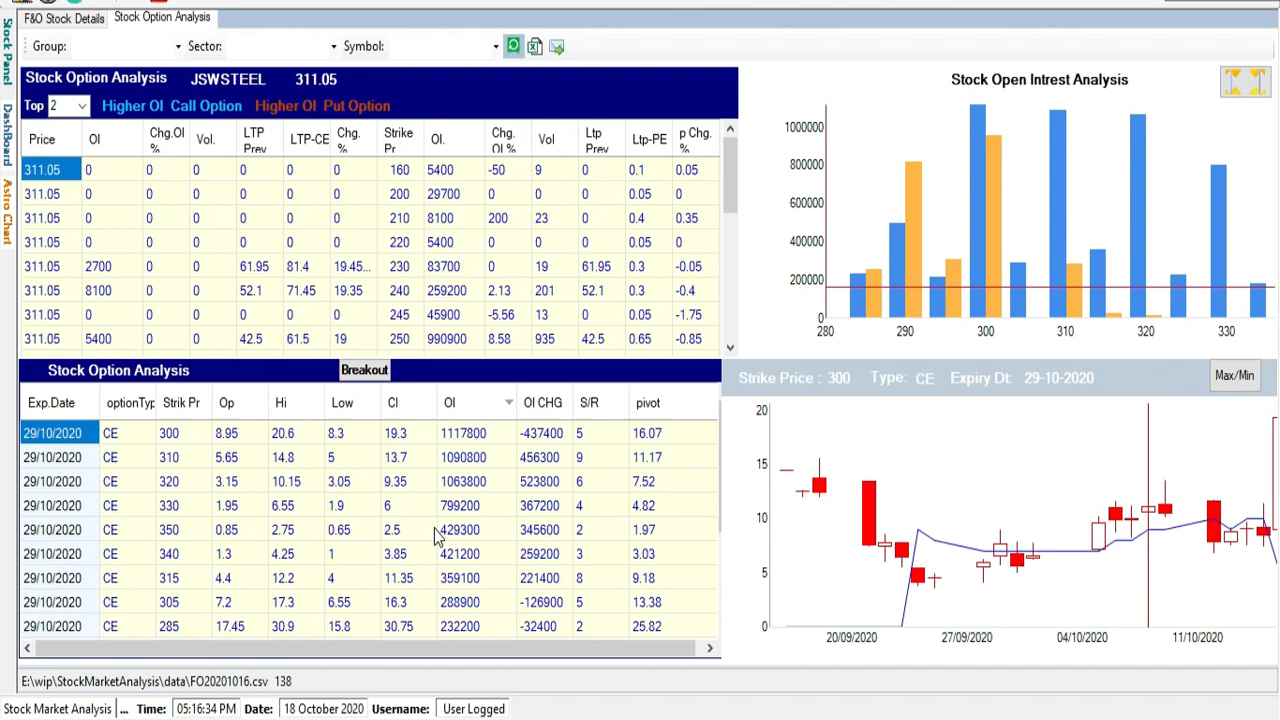 F&O Stock Details Stock Option Analysis
Group: Sector: Symbol:
Stock Option Analysis JSWSTEEL 311.05
Top 2 Higher OI Call Option Higher OI Put Option
Price OI Chg.OI % Vol. LTP Prev LTP-CE Chg. % Strike Pr OI. Chg. OI % Vol Ltp Prev Ltp-PE p Chg. %
311.05 0 0 0 0 0 0 160 5400 -50 9 0 0.1 0.05
311.05 0 0 0 0 0 0 200 29700 0 0 0 0.05 0
311.05 0 0 0 0 0 0 210 8100 200 23 0 0.4 0.35
311.05 0 0 0 0 0 0 220 5400 0 0 0 0.05 0
311.05 2700 0 0 61.95 81.4 19.45... 230 83700 0 19 61.95 0.3 -0.05
311.05 8100 0 0 52.1 71.45 19.35 240 259200 2.13 201 52.1 0.3 -0.4
311.05 0 0 0 0 0 0 245 45900 -5.56 13 0 0.05 -1.75
311.05 5400 0 0 42.5 61.5 19 250 990900 8.58 935 42.5 0.65 -0.85
Stock Option Analysis Breakout
Exp.Date optionTyp Strik Pr Op Hi Low Cl OI OI CHG S/R pivot
29/10/2020 CE 300 8.95 20.6 8.3 19.3 1117800 -437400 5 16.07
29/10/2020 CE 310 5.65 14.8 5 13.7 1090800 456300 9 11.17
29/10/2020 CE 320 3.15 10.15 3.05 9.35 1063800 523800 6 7.52
29/10/2020 CE 330 1.95 6.55 1.9 6 799200 367200 4 4.82
29/10/2020 CE 350 0.85 2.75 0.65 2.5 429300 345600 2 1.97
29/10/2020 CE 340 1.3 4.25 1 3.85 421200 259200 3 3.03
29/10/2020 CE 315 4.4 12.2 4 11.35 359100 221400 8 9.18
29/10/2020 CE 305 7.2 17.3 6.55 16.3 288900 -126900 5 13.38
29/10/2020 CE 285 17.45 30.9 15.8 30.75 232200 -32400 2 25.82
Stock Open Intrest Analysis
1000000
800000
600000
400000
200000
0
280 290 300 310 320 330
Strike Price : 300 Type: CE Expiry Dt: 29-10-2020 Max/Min
20
15
10
5
0
20/09/2020 27/09/2020 04/10/2020 11/10/2020
Stock Panel
DashBoard
Astro Chart
E:\wip\StockMarketAnalysis\data\FO20201016.csv 138
Stock Market Analysis ... Time: 05:16:34 PM Date: 18 October 2020 Username: User Logged